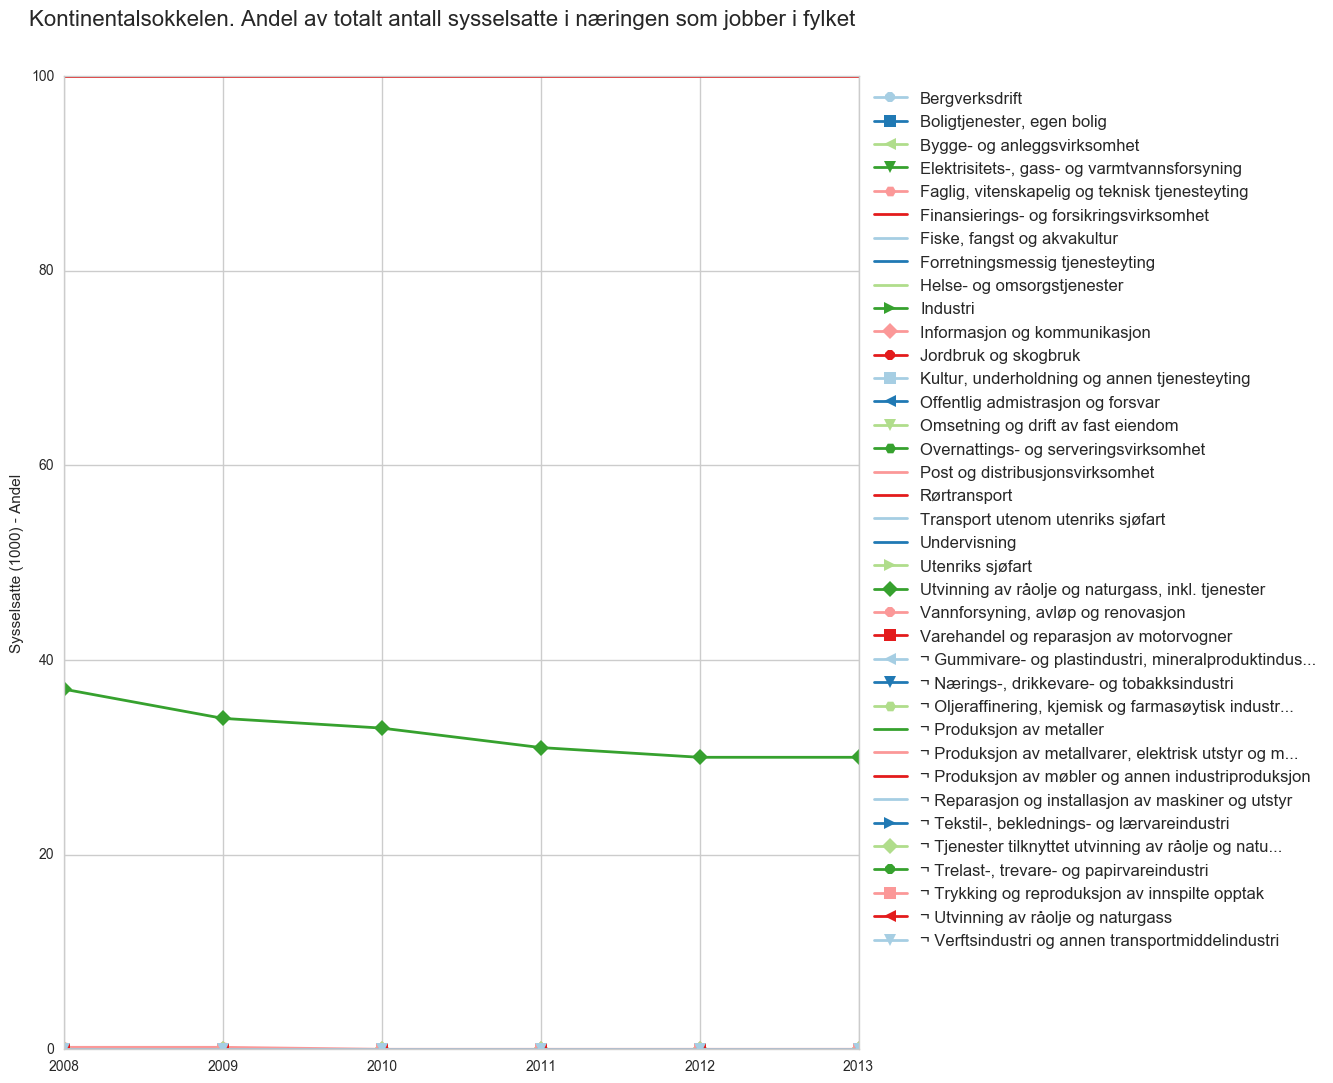 Kontinentalsokkelen. Andel av totalt antall sysselsatte i næringen som jobber i fylket
100
80
60
40
20
0
Sysselsatte (1000) - Andel
2008 2009 2010 2011 2012 2013
Bergverksdrift
Boligtjenester, egen bolig
Bygge- og anleggsvirksomhet
Elektrisitets-, gass- og varmtvannsforsyning
Faglig, vitenskapelig og teknisk tjenesteyting
Finansierings- og forsikringsvirksomhet
Fiske, fangst og akvakultur
Forretningsmessig tjenesteyting
Helse- og omsorgstjenester
Industri
Informasjon og kommunikasjon
Jordbruk og skogbruk
Kultur, underholdning og annen tjenesteyting
Offentlig admistrasjon og forsvar
Omsetning og drift av fast eiendom
Overnattings- og serveringsvirksomhet
Post og distribusjonsvirksomhet
Rørtransport
Transport utenom utenriks sjøfart
Undervisning
Utenriks sjøfart
Utvinning av råolje og naturgass, inkl. tjenester
Vannforsyning, avløp og renovasjon
Varehandel og reparasjon av motorvogner
¬ Gummivare- og plastindustri, mineralproduktindus...
¬ Nærings-, drikkevare- og tobakksindustri
¬ Oljeraffinering, kjemisk og farmasøytisk industr...
¬ Produksjon av metaller
¬ Produksjon av metallvarer, elektrisk utstyr og m...
¬ Produksjon av møbler og annen industriproduksjon
¬ Reparasjon og installasjon av maskiner og utstyr
¬ Tekstil-, beklednings- og lærvareindustri
¬ Tjenester tilknyttet utvinning av råolje og natu...
¬ Trelast-, trevare- og papirvareindustri
¬ Trykking og reproduksjon av innspilte opptak
¬ Utvinning av råolje og naturgass
¬ Verftsindustri og annen transportmiddelindustri